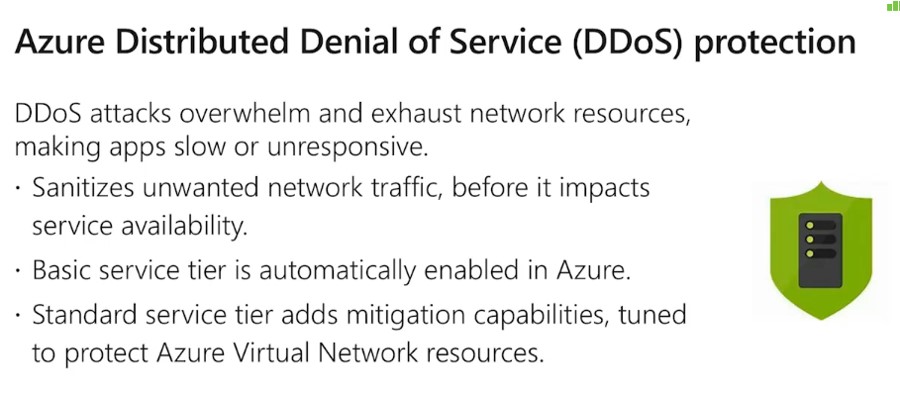 Azure Distributed Denial of Service (DDoS) protection
DDoS attacks overwhelm and exhaust network resources,
making apps slow or unresponsive.
· Sanitizes unwanted network traffic, before it impacts
service availability.
· Basic service tier is automatically enabled in Azure.
· Standard service tier adds mitigation capabilities, tuned
to protect Azure Virtual Network resources.